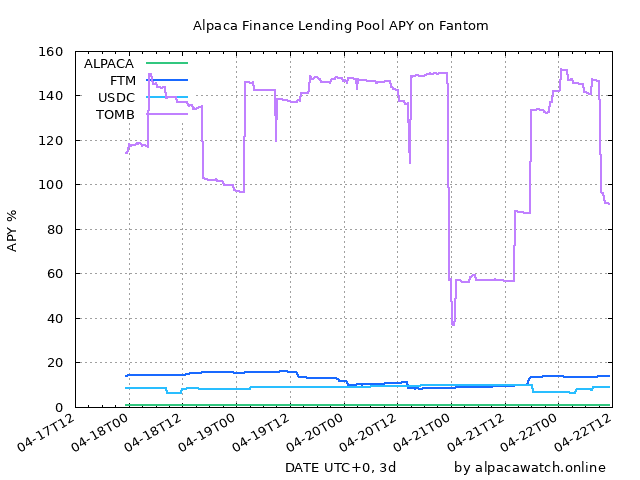 Alpaca Finance Lending Pool APY on Fantom
ALPACA
FTM
USDC
TOMB
APY %
160
140
120
100
80
60
40
20
0
04-17T12
04-18T00
04-18T12
04-19T00
04-19T12
04-20T00
04-20T12
04-21T00
04-21T12
04-22T00
04-22T12
DATE UTC+0, 3d
by alpacawatch.online